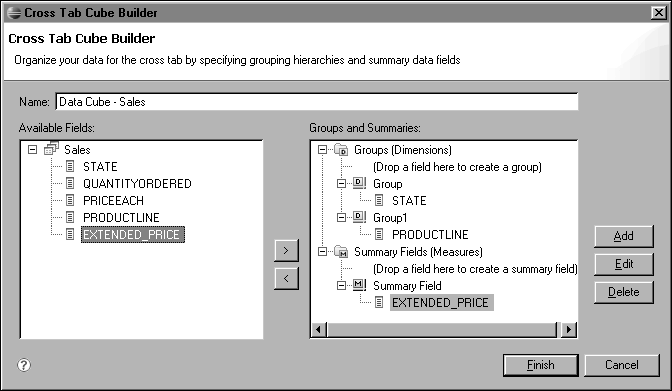 Cross Tab Cube Builder
Cross Tab Cube Builder
Organize your data for the cross tab by specifying grouping hierarchies and summary data fields
Name: Data Cube - Sales
Available Fields:
Sales
STATE
QUANTITYORDERED
PRICEEACH
PRODUCTLINE
EXTENDED_PRICE
>
<
Groups and Summaries:
Groups (Dimensions)
(Drop a field here to create a group)
Group
STATE
Group1
PRODUCTLINE
Summary Fields (Measures)
(Drop a field here to create a summary field)
Summary Field
EXTENDED_PRICE
Add
Edit
Delete
Finish
Cancel